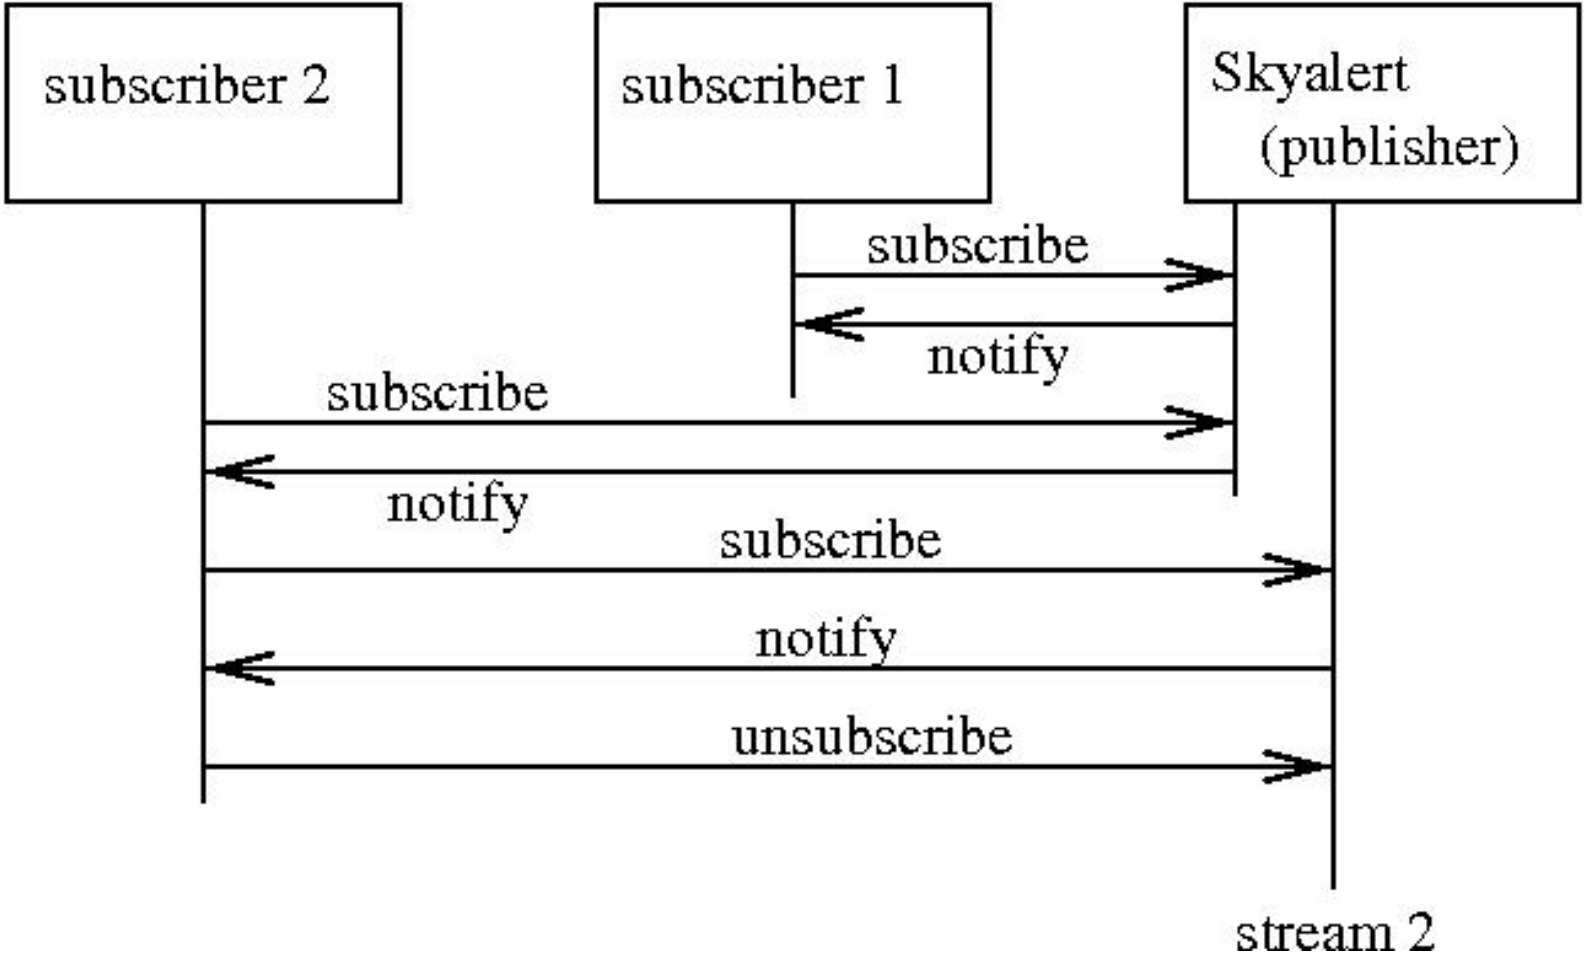 subscriber 2
subscriber 1
Skyalert
(publisher)
subscribe
notify
subscribe
notify
subscribe
notify
unsubscribe
stream 2